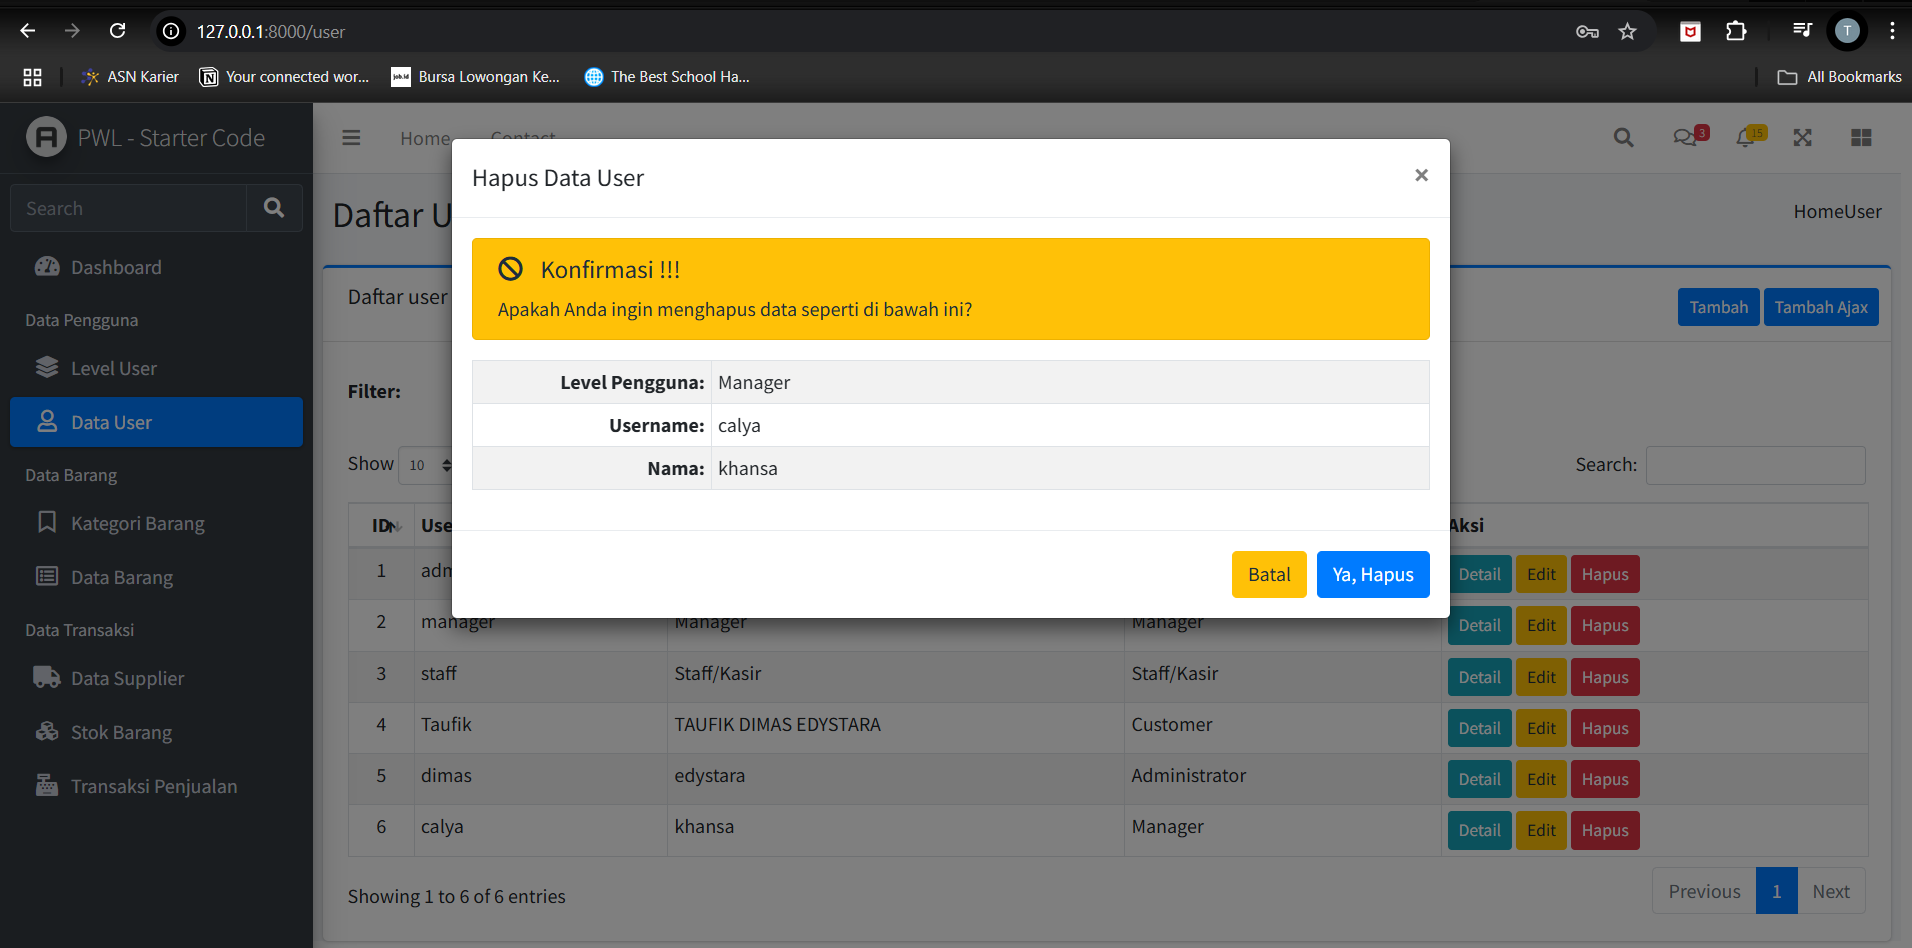 127.0.0.1:8000/user
T
ASN Karier
Your connected wor...
Bursa Lowongan Ke...
The Best School Ha...
All Bookmarks
PWL - Starter Code
Home Contact
3
15
Search
Dashboard
Data Pengguna
Level User
Data User
Data Barang
Kategori Barang
Data Barang
Data Transaksi
Data Supplier
Stok Barang
Transaksi Penjualan
Daftar U
HomeUser
Daftar user
Tambah
Tambah Ajax
Filter:
Show 10
Search:
Hapus Data User
×
Konfirmasi !!!
Apakah Anda ingin menghapus data seperti di bawah ini?
Level Pengguna: Manager
Username: calya
Nama: khansa
Batal
Ya, Hapus
ID Use Aksi
1 adm Detail Edit Hapus
2 manager Manager Manager Detail Edit Hapus
3 staff Staff/Kasir Staff/Kasir Detail Edit Hapus
4 Taufik TAUFIK DIMAS EDYSTARA Customer Detail Edit Hapus
5 dimas edystara Administrator Detail Edit Hapus
6 calya khansa Manager Detail Edit Hapus
Showing 1 to 6 of 6 entries
Previous 1 Next